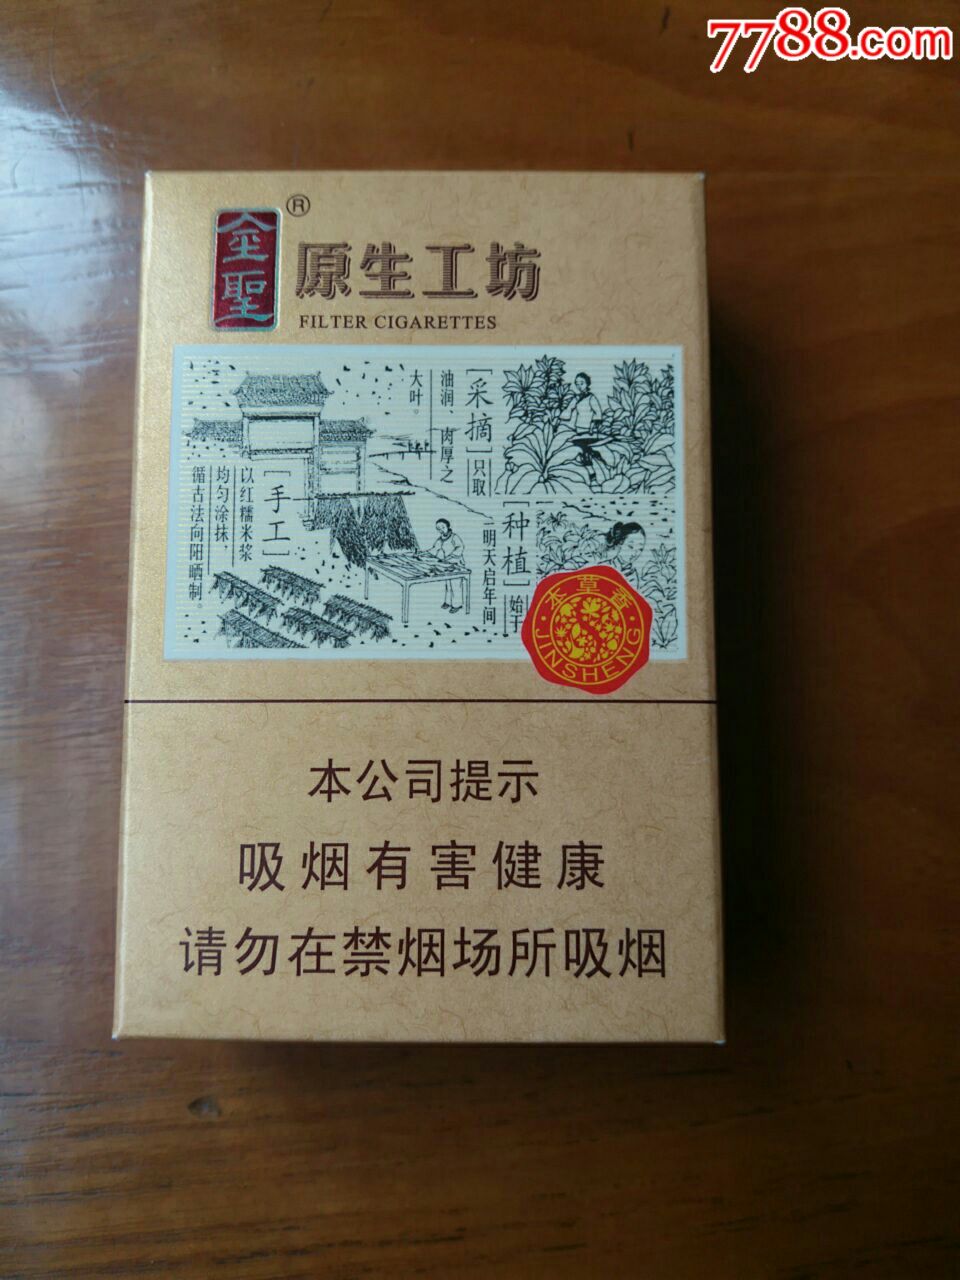 7788.com
金聖®
原生工坊
FILTER CIGARETTES
[种植]始于
明天启年间
[采摘]只取
油润、肉厚之
大叶。
[手工]
以红糯米浆
均匀涂抹，
循古法向阳晒制。
本草香
JINSHENG
本公司提示
吸烟有害健康
请勿在禁烟场所吸烟